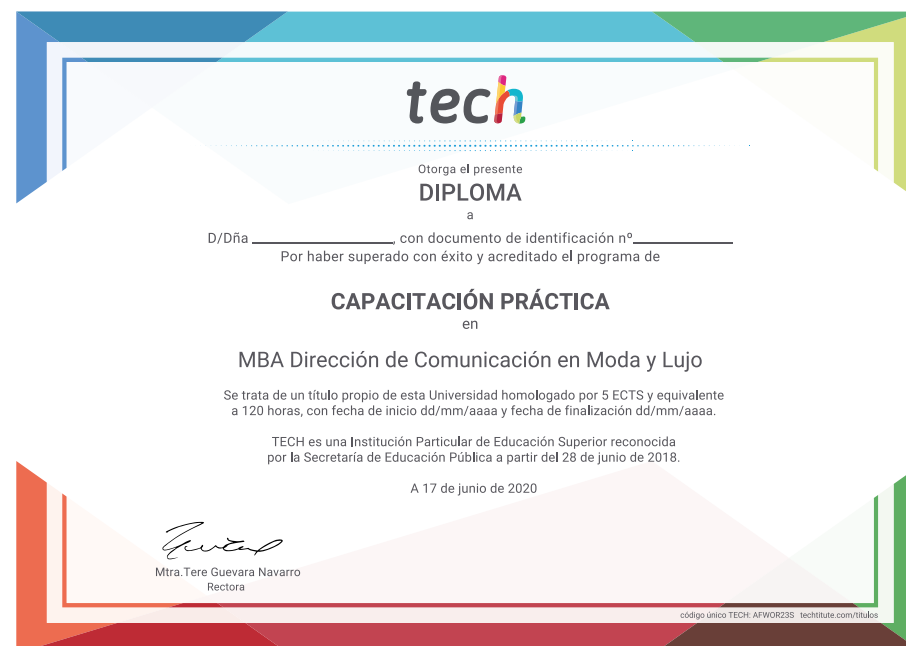 tech
Otorga el presente
DIPLOMA
a
D/Dña ____________________, con documento de identificación nº______________
Por haber superado con éxito y acreditado el programa de
CAPACITACIÓN PRÁCTICA
en
MBA Dirección de Comunicación en Moda y Lujo
Se trata de un título propio de esta Universidad homologado por 5 ECTS y equivalente
a 120 horas, con fecha de inicio dd/mm/aaaa y fecha de finalización dd/mm/aaaa.
TECH es una Institución Particular de Educación Superior reconocida
por la Secretaría de Educación Pública a partir del 28 de junio de 2018.
A 17 de junio de 2020
Mtra.Tere Guevara Navarro
Rectora
código único TECH: AFWOR23S techtitute.com/titulos